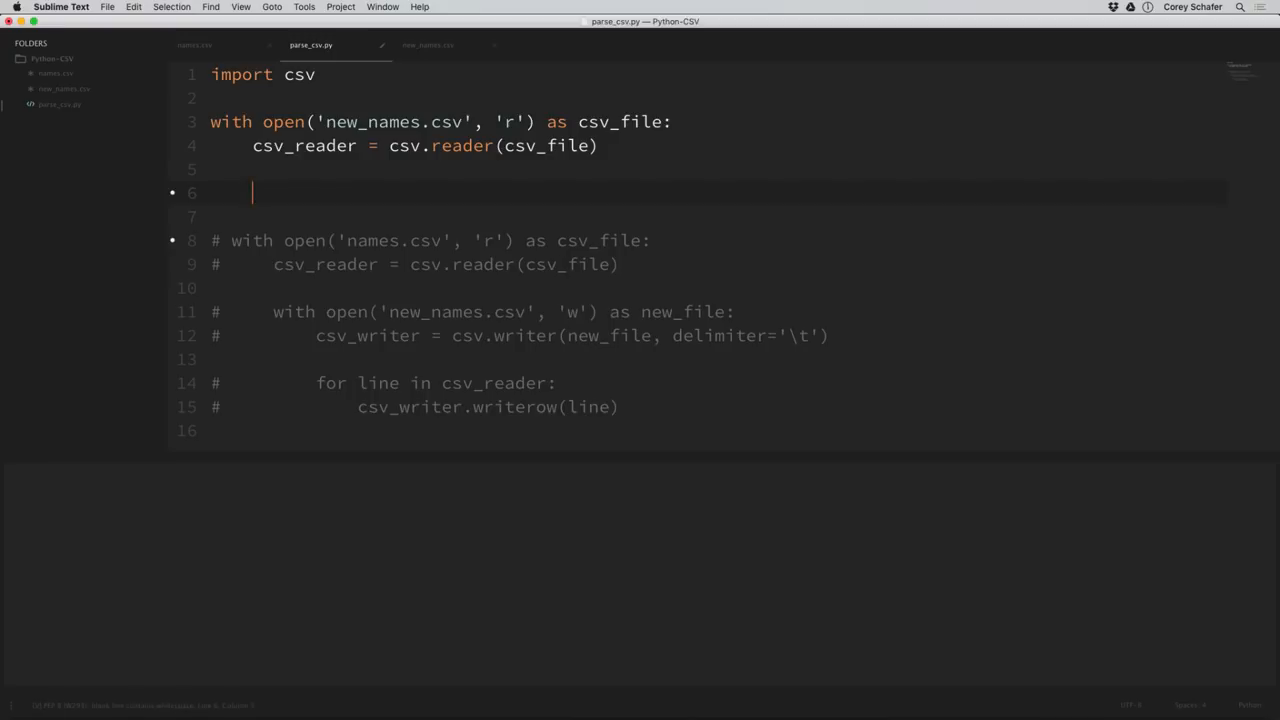 Sublime Text File Edit Selection Find View Goto Tools Project Window Help Corey Schafer
parse_csv.py — Python-CSV
FOLDERS
Python-CSV
names.csv
new_names.csv
parse_csv.py
names.csv parse_csv.py new_names.csv
1 import csv
2
3 with open('new_names.csv', 'r') as csv_file:
4 csv_reader = csv.reader(csv_file)
5
6
7
8 # with open('names.csv', 'r') as csv_file:
9 # csv_reader = csv.reader(csv_file)
10
11 # with open('new_names.csv', 'w') as new_file:
12 # csv_writer = csv.writer(new_file, delimiter='\t')
13
14 # for line in csv_reader:
15 # csv_writer.writerow(line)
16
UTF-8 Spaces: 4 Python